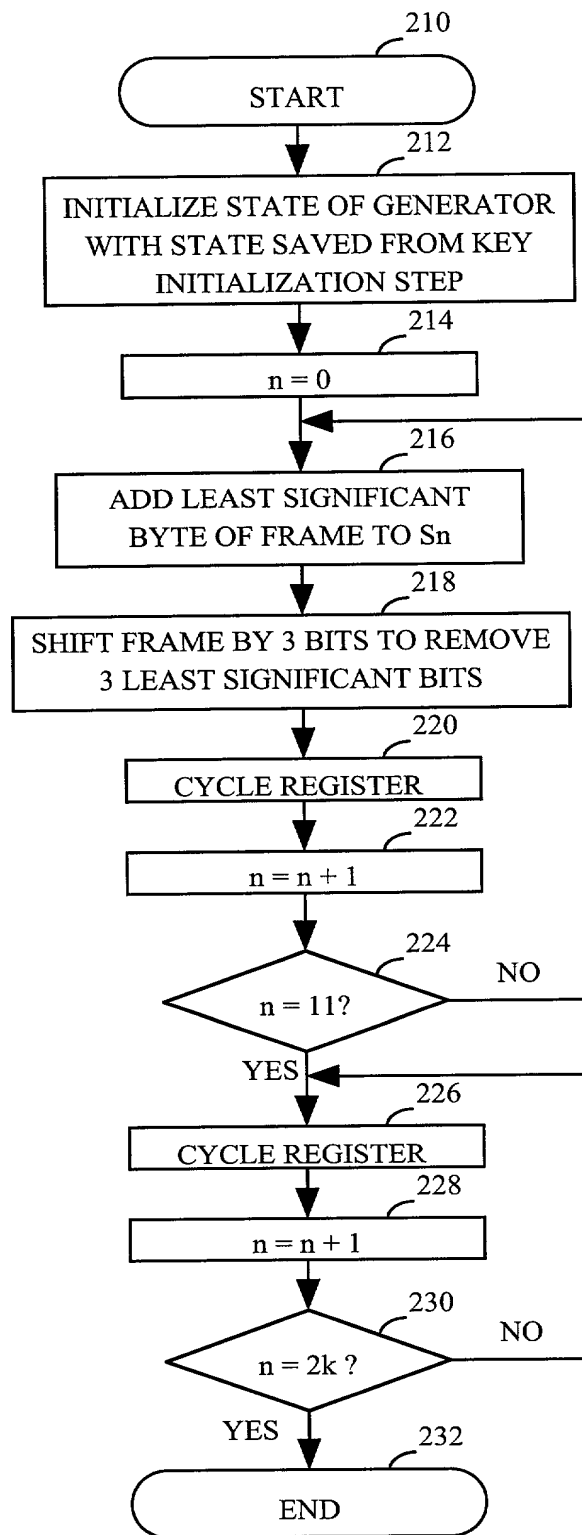 210
START
212
INITIALIZE STATE OF GENERATOR
WITH STATE SAVED FROM KEY
INITIALIZATION STEP
214
n = 0
216
ADD LEAST SIGNIFICANT
BYTE OF FRAME TO Sn
218
SHIFT FRAME BY 3 BITS TO REMOVE
3 LEAST SIGNIFICANT BITS
220
CYCLE REGISTER
222
n = n + 1
224
n = 11?
NO
YES
226
CYCLE REGISTER
228
n = n + 1
230
n = 2k ?
NO
YES
232
END